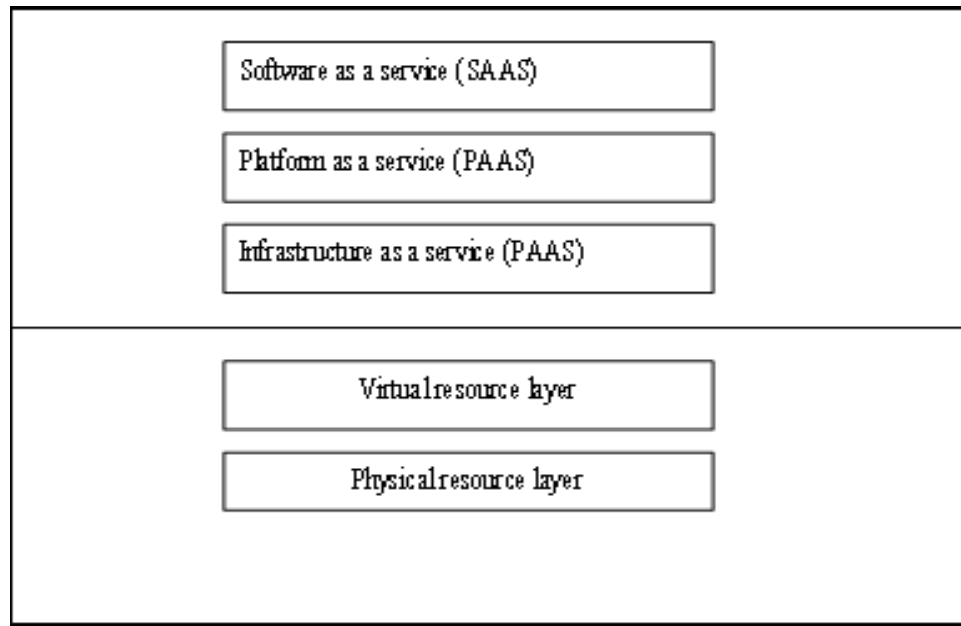 Software as a service (SAAS)
Platform as a service (PAAS)
Infrastructure as a service (PAAS)
Virtual resource layer
Physical resource layer